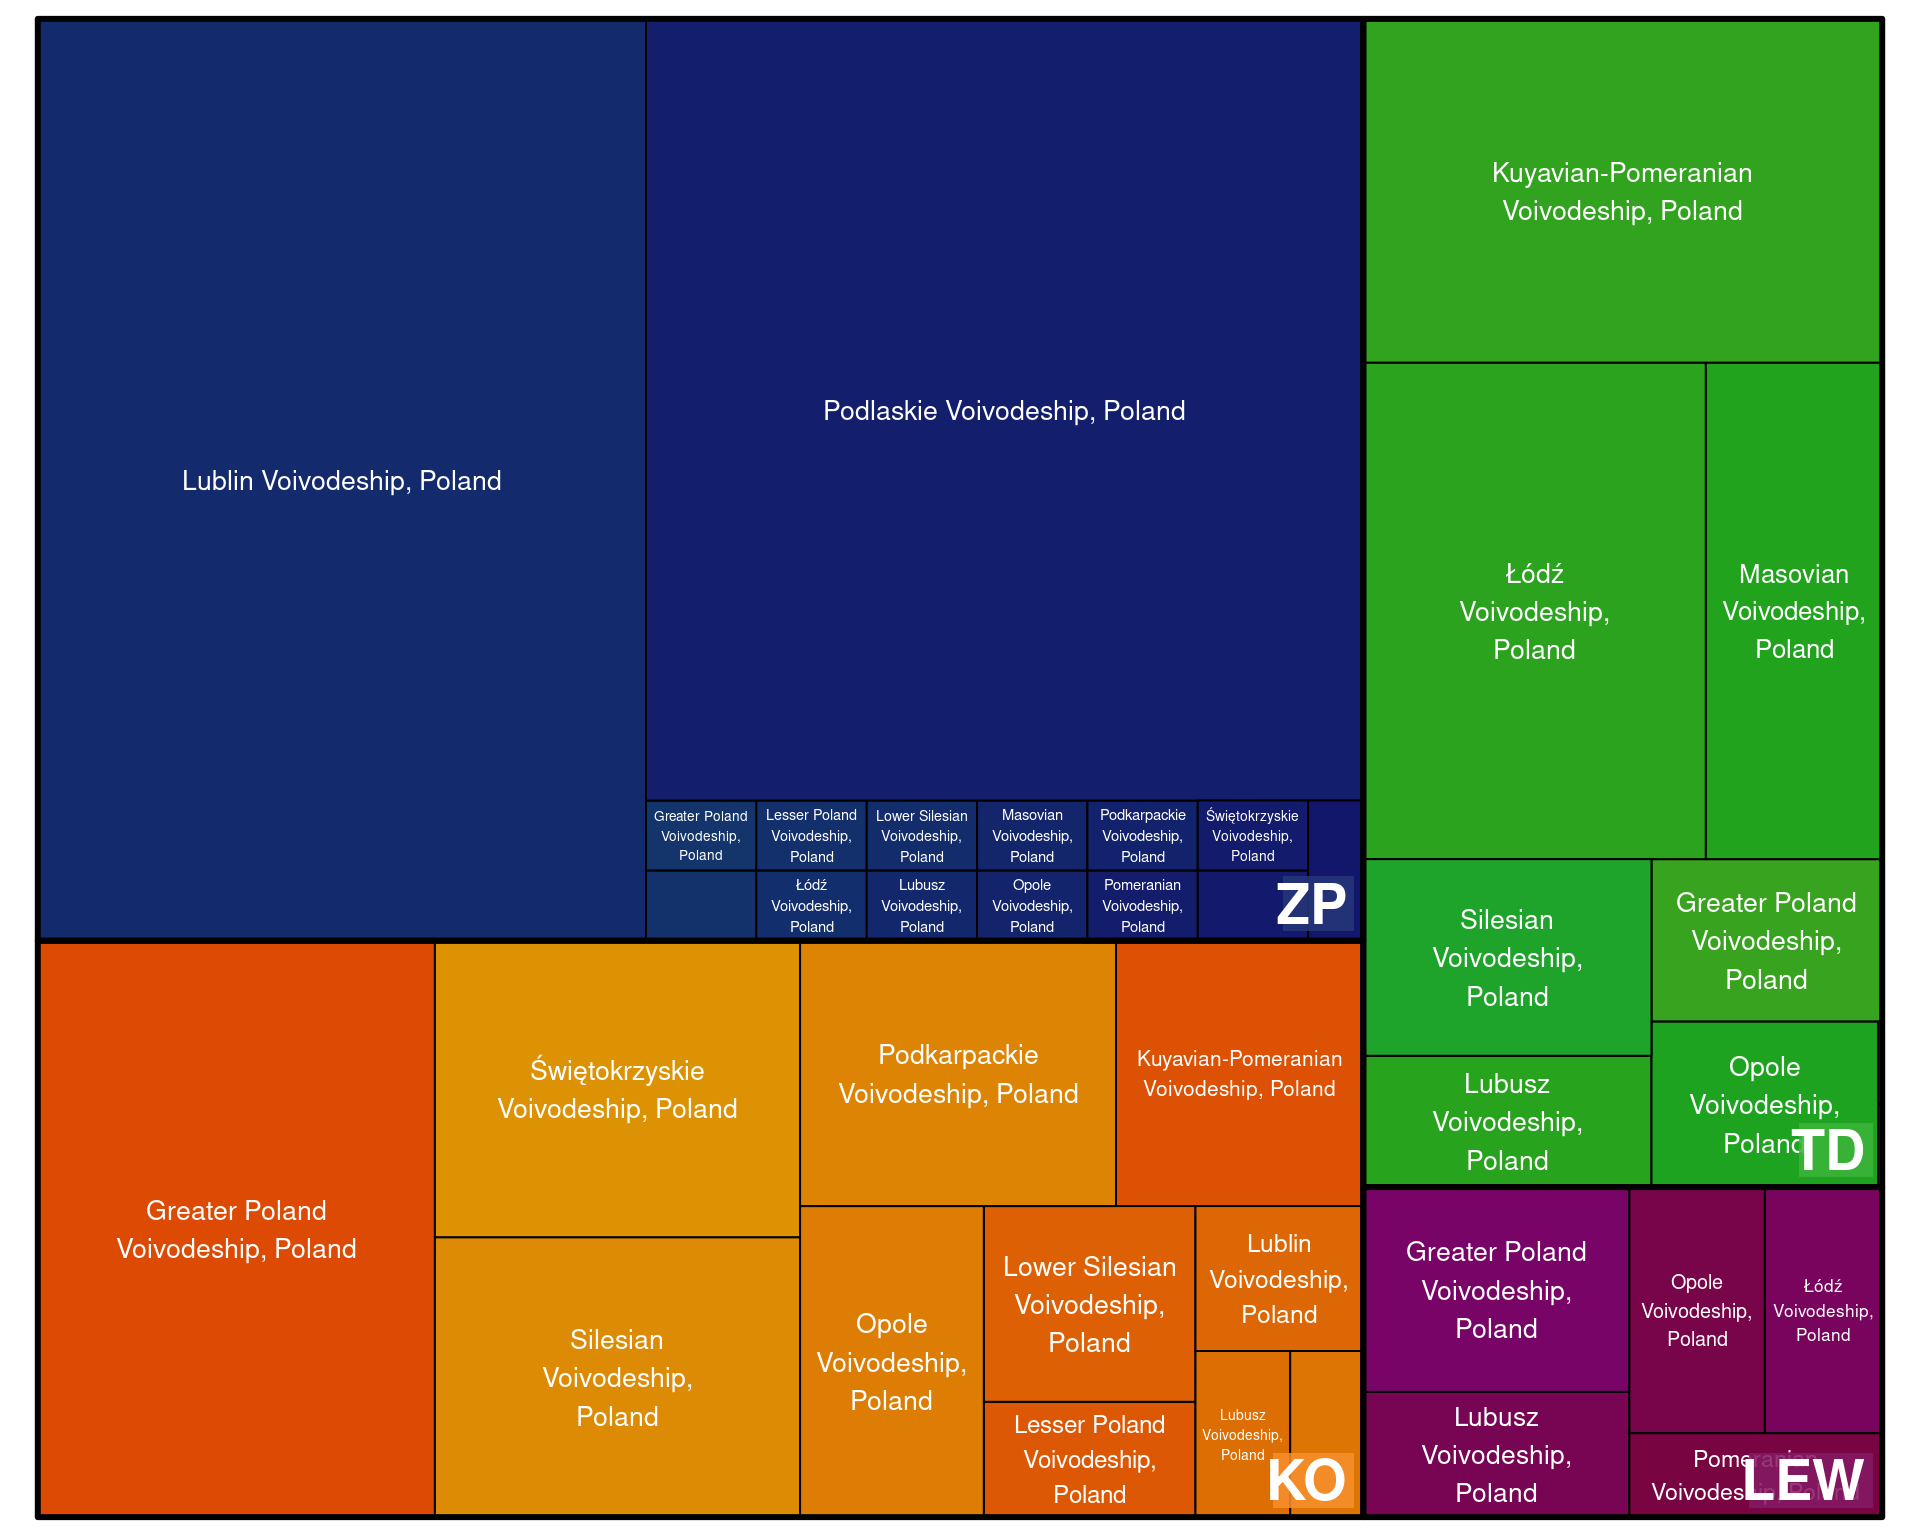 Lublin Voivodeship, Poland
Podlaskie Voivodeship, Poland
Greater Poland
Voivodeship,
Poland
Lesser Poland
Voivodeship,
Poland
Lower Silesian
Voivodeship,
Poland
Masovian
Voivodeship,
Poland
Podkarpackie
Voivodeship,
Poland
Świętokrzyskie
Voivodeship,
Poland
Łódź
Voivodeship,
Poland
Lubusz
Voivodeship,
Poland
Opole
Voivodeship,
Poland
Pomeranian
Voivodeship,
Poland
ZP
Kuyavian-Pomeranian
Voivodeship, Poland
Łódź
Voivodeship,
Poland
Masovian
Voivodeship,
Poland
Silesian
Voivodeship,
Poland
Greater Poland
Voivodeship,
Poland
Lubusz
Voivodeship,
Poland
Opole
Voivodeship,
Poland
TD
Greater Poland
Voivodeship, Poland
Świętokrzyskie
Voivodeship, Poland
Silesian
Voivodeship,
Poland
Podkarpackie
Voivodeship, Poland
Kuyavian-Pomeranian
Voivodeship, Poland
Opole
Voivodeship,
Poland
Lower Silesian
Voivodeship,
Poland
Lesser Poland
Voivodeship,
Poland
Lublin
Voivodeship,
Poland
Lubusz
Voivodeship,
Poland
KO
Greater Poland
Voivodeship,
Poland
Lubusz
Voivodeship,
Poland
Opole
Voivodeship,
Poland
Łódź
Voivodeship,
Poland
Pomeranian
Voivodeship, Poland
LEW